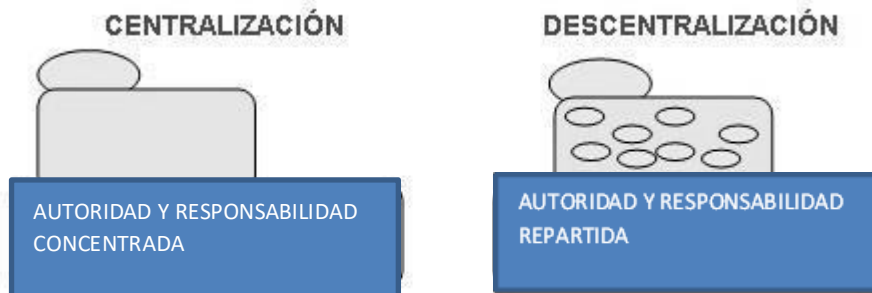 CENTRALIZACIÓN
DESCENTRALIZACIÓN
AUTORIDAD Y RESPONSABILIDAD
CONCENTRADA
AUTORIDAD Y RESPONSABILIDAD
REPARTIDA